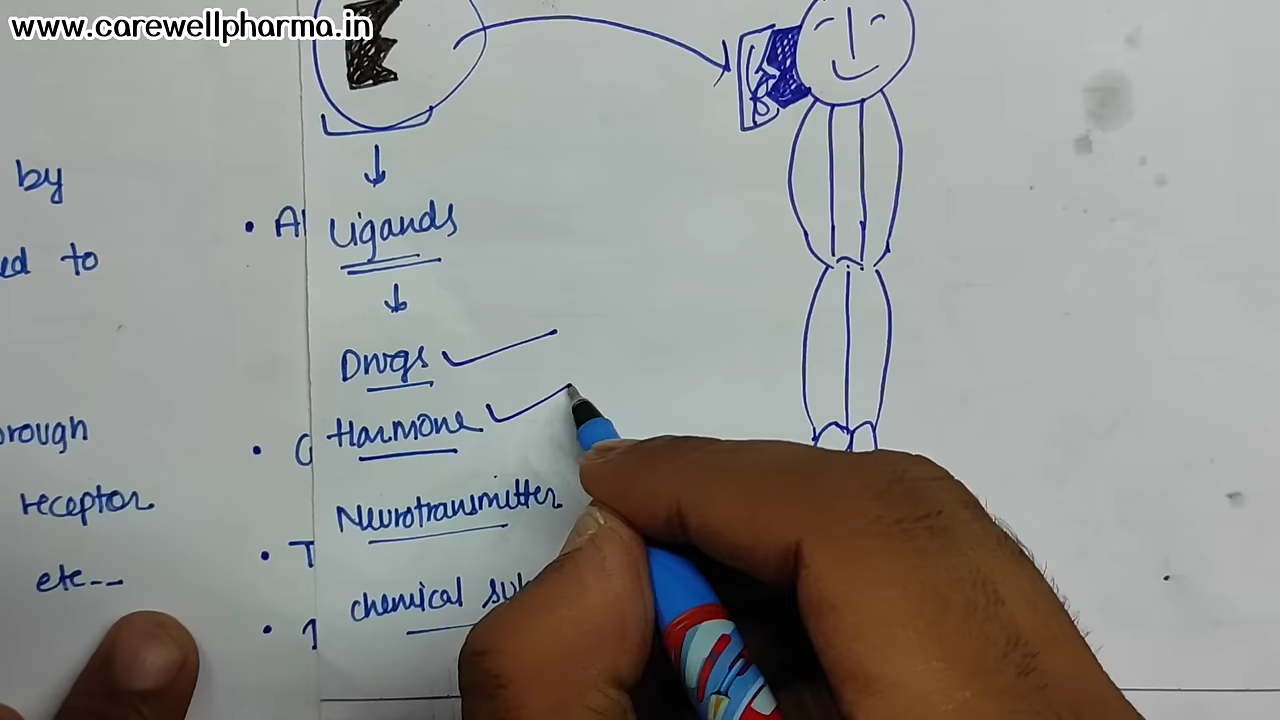 www.carewellpharma.in
by
ed to
rough
receptor
etc--
• A
• T
Ligands
Drugs
Harmone
Neurotransmitter
chemical